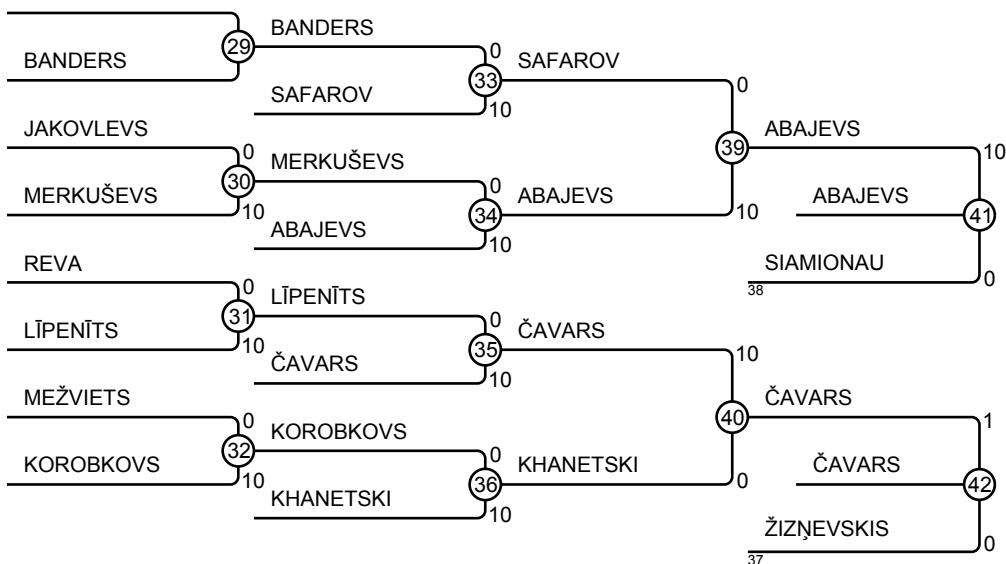 BANDERS
29
BANDERS
0
SAFAROV
33
SAFAROV
10
0
JAKOVLEVS
0
MERKUŠEVS
30
MERKUŠEVS
10
0
ABAJEVS
34
ABAJEVS
10
39
10
ABAJEVS
10
ABAJEVS
41
SIAMIONAU
38
0
REVA
0
LĪPENĪTS
31
LĪPENĪTS
10
0
ČAVARS
35
ČAVARS
10
10
MEŽVIETS
0
KOROBKOVS
32
KOROBKOVS
10
0
KHANETSKI
36
KHANETSKI
10
40
0
ČAVARS
1
ČAVARS
42
ŽIZŅEVSKIS
37
0